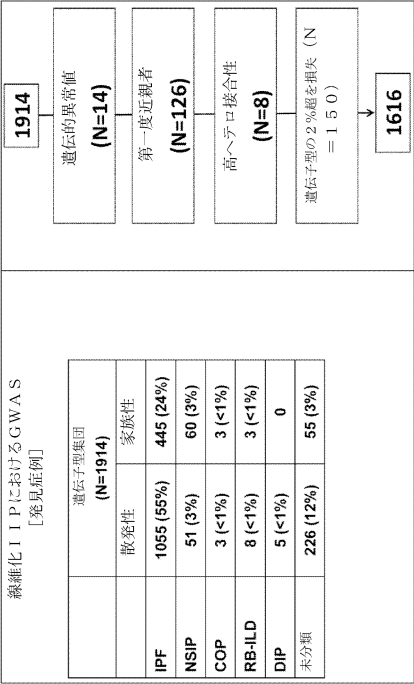 線維化ＩＩＰにおけるＧＷＡＳ
［発見症例］
遺伝子型集団
(N=1914)
散発性 家族性
IPF 1055 (55%) 445 (24%)
NSIP 51 (3%) 60 (3%)
COP 3 (<1%) 3 (<1%)
RB-ILD 8 (<1%) 3 (<1%)
DIP 5 (<1%) 0
未分類 226 (12%) 55 (3%)
1914
遺伝的異常値
(N=14)
第一度近親者
(N=126)
高ヘテロ接合性
(N=8)
遺伝子型の２％超を損失（Ｎ
＝１５０）
1616